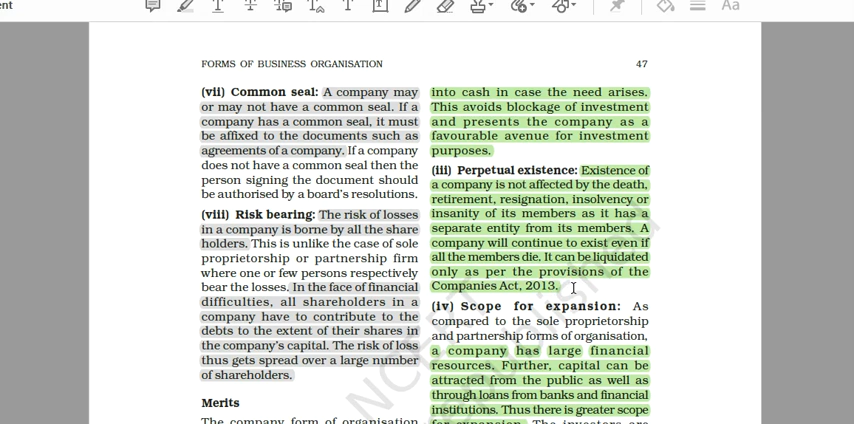 ent
Aa
FORMS OF BUSINESS ORGANISATION
47
(vii) Common seal: A company may
or may not have a common seal. If a
company has a common seal, it must
be affixed to the documents such as
agreements of a company. If a company
does not have a common seal then the
person signing the document should
be authorised by a board's resolutions.
(viii) Risk bearing: The risk of losses
in a company is borne by all the share
holders. This is unlike the case of sole
proprietorship or partnership firm
where one or few persons respectively
bear the losses. In the face of financial
difficulties, all shareholders in a
company have to contribute to the
debts to the extent of their shares in
the company's capital. The risk of loss
thus gets spread over a large number
of shareholders.
Merits
The company form of organisation
into cash in case the need arises.
This avoids blockage of investment
and presents the company as a
favourable avenue for investment
purposes.
(iii) Perpetual existence: Existence of
a company is not affected by the death,
retirement, resignation, insolvency or
insanity of its members as it has a
separate entity from its members. A
company will continue to exist even if
all the members die. It can be liquidated
only as per the provisions of the
Companies Act, 2013.
(iv) Scope for expansion: As
compared to the sole proprietorship
and partnership forms of organisation,
a company has large financial
resources. Further, capital can be
attracted from the public as well as
through loans from banks and financial
institutions. Thus there is greater scope
for expansion. The investors are
NCERT